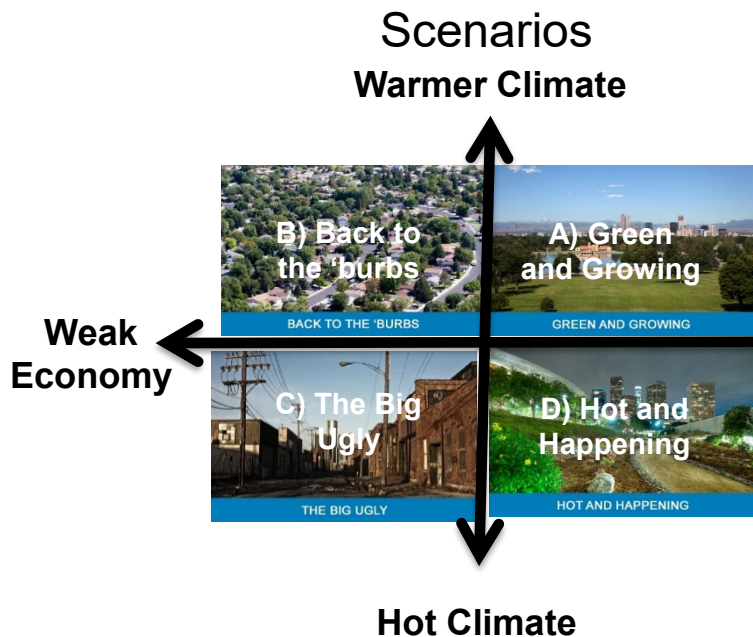 Scenarios
Warmer Climate
B) Back to
the ‘burbs
A) Green
and Growing
BACK TO THE ‘BURBS
GREEN AND GROWING
Weak
Economy
C) The Big
Ugly
D) Hot and
Happening
THE BIG UGLY
HOT AND HAPPENING
Hot Climate